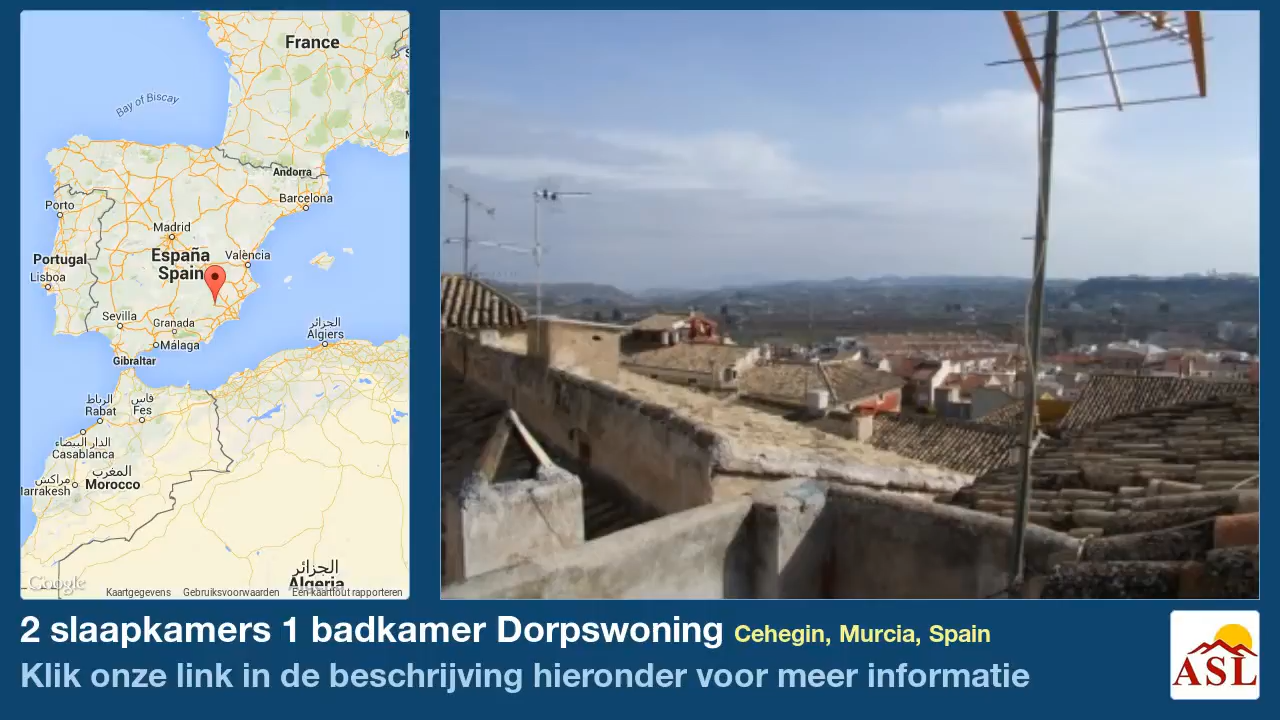 France
Bay of Biscay
Andorra
Barcelona
Porto
Madrid
España
Spain
València
Portugal
Lisboa
Sevilla
Granada
Málaga
Gibraltar
الجزائر
Algiers
الرباط
Rabat
فاس
Fes
الدار البيضاء
Casablanca
مراكش
المغرب
Morocco
الجزائر
Algeria
Google
Kaartgegevens Gebruiksvoorwaarden Een kaartfout rapporteren
2 slaapkamers 1 badkamer Dorpswoning Cehegin, Murcia, Spain
Klik onze link in de beschrijving hieronder voor meer informatie
ASL